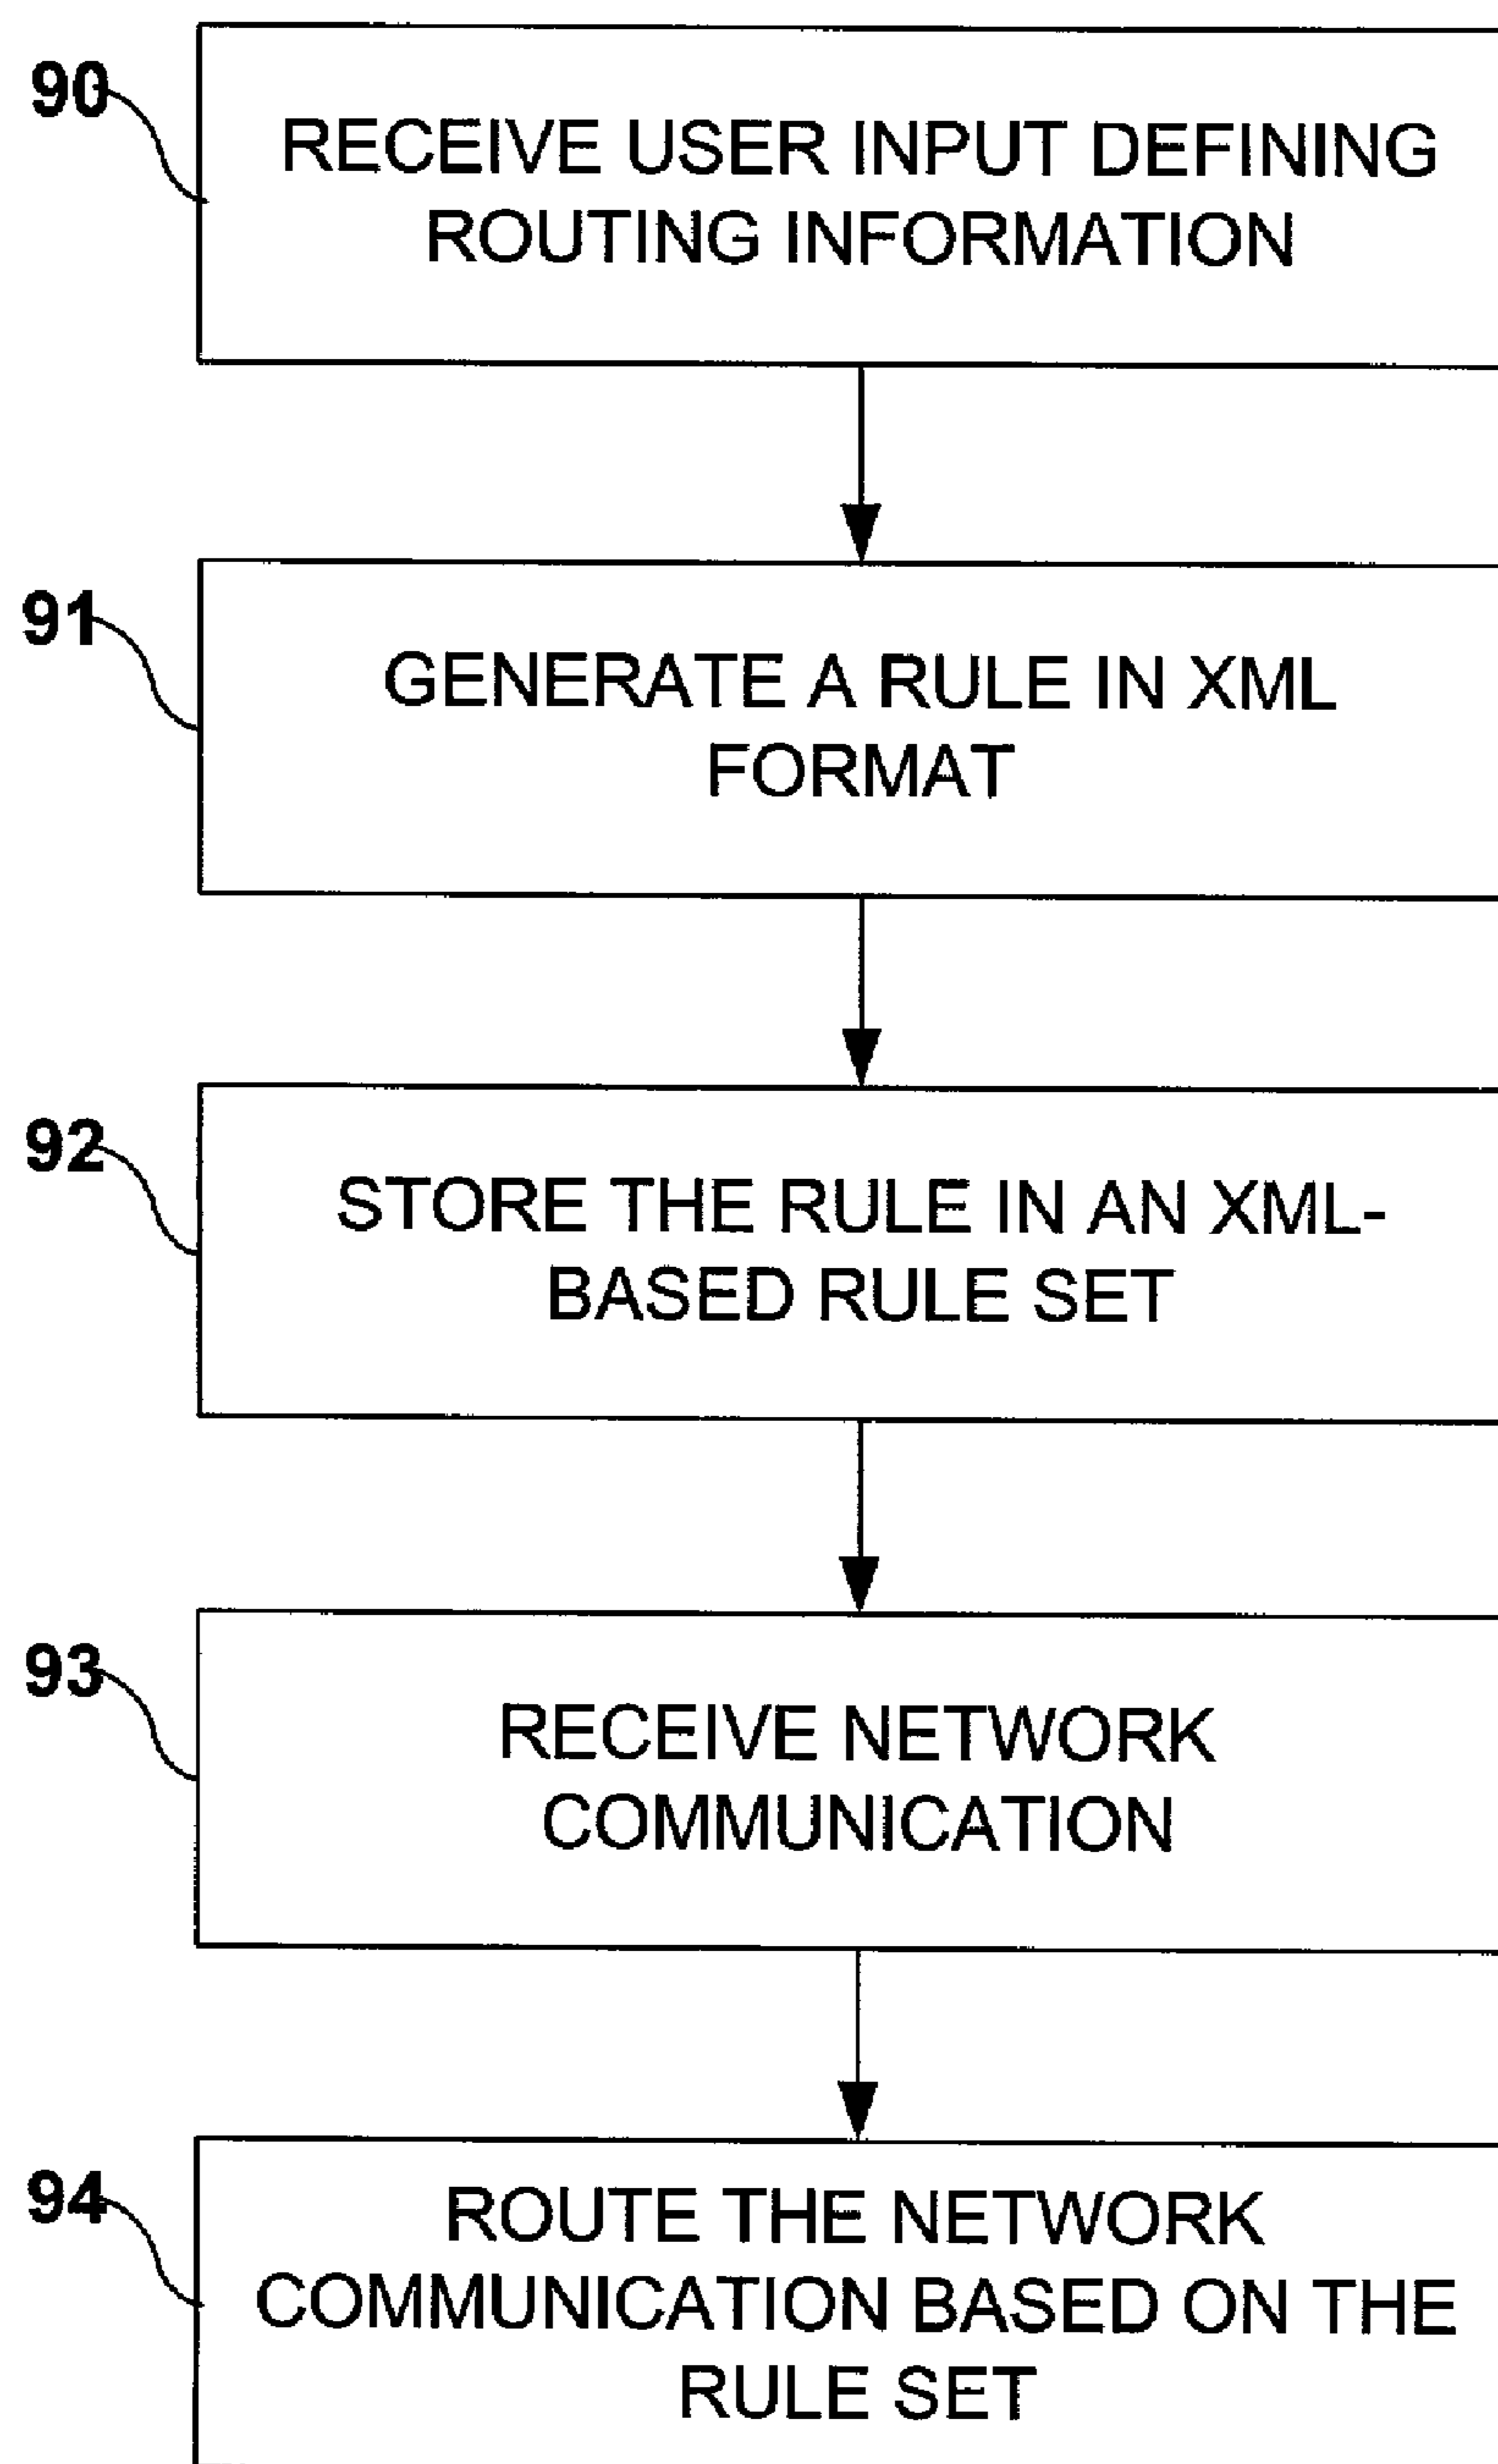 90
RECEIVE USER INPUT DEFINING
ROUTING INFORMATION
91
GENERATE A RULE IN XML
FORMAT
92
STORE THE RULE IN AN XML-
BASED RULE SET
93
RECEIVE NETWORK
COMMUNICATION
94
ROUTE THE NETWORK
COMMUNICATION BASED ON THE
RULE SET